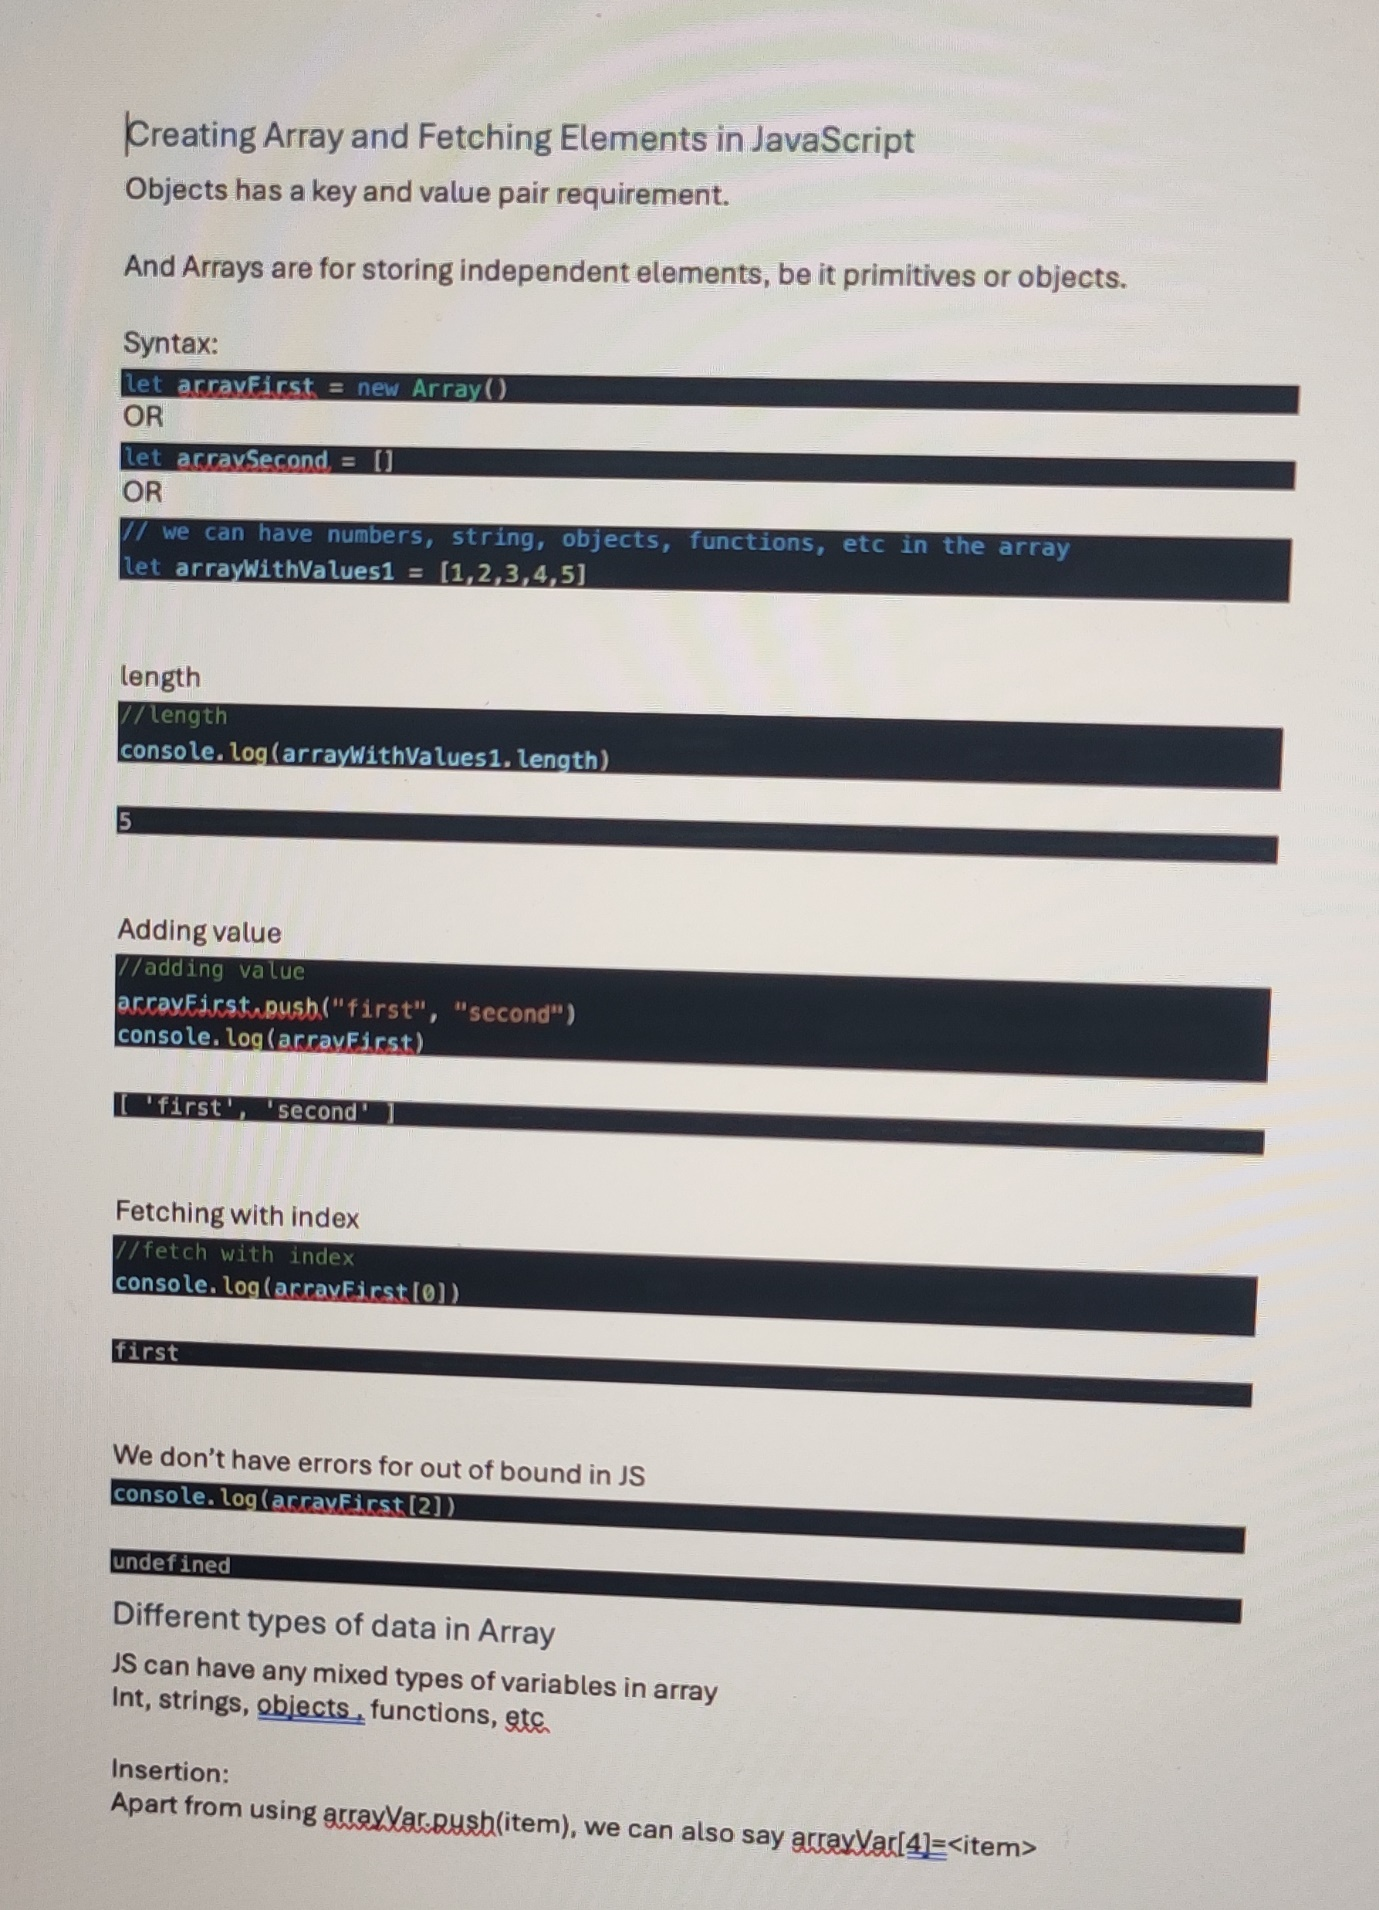 Creating Array and Fetching Elements in JavaScript
Objects has a key and value pair requirement.
And Arrays are for storing independent elements, be it primitives or objects.
Syntax:
let arrayFirst = new Array()
OR
let arraySecond = []
OR
// we can have numbers, string, objects, functions, etc in the array
let arrayWithValues1 = [1,2,3,4,5]
length
//length
console.log(arrayWithValues1.length)
5
Adding value
//adding value
arrayFirst.push("first", "second")
console.log(arrayFirst)
[ 'first', 'second' ]
Fetching with index
//fetch with index
console.log(arrayFirst[0])
first
We don't have errors for out of bound in JS
console.log(arrayFirst[2])
undefined
Different types of data in Array
JS can have any mixed types of variables in array
Int, strings, objects , functions, etc
Insertion:
Apart from using arrayVar.push(item), we can also say arrayVar[4]=<item>